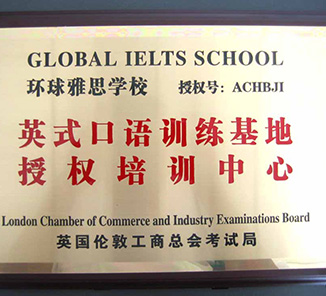 GLOBAL IELTS SCHOOL
环球雅思学校 授权号：ACHBJI
英式口语训练基地
授权培训中心
London Chamber of Commerce and Industry Examinations Board
英国伦敦工商总会考试局